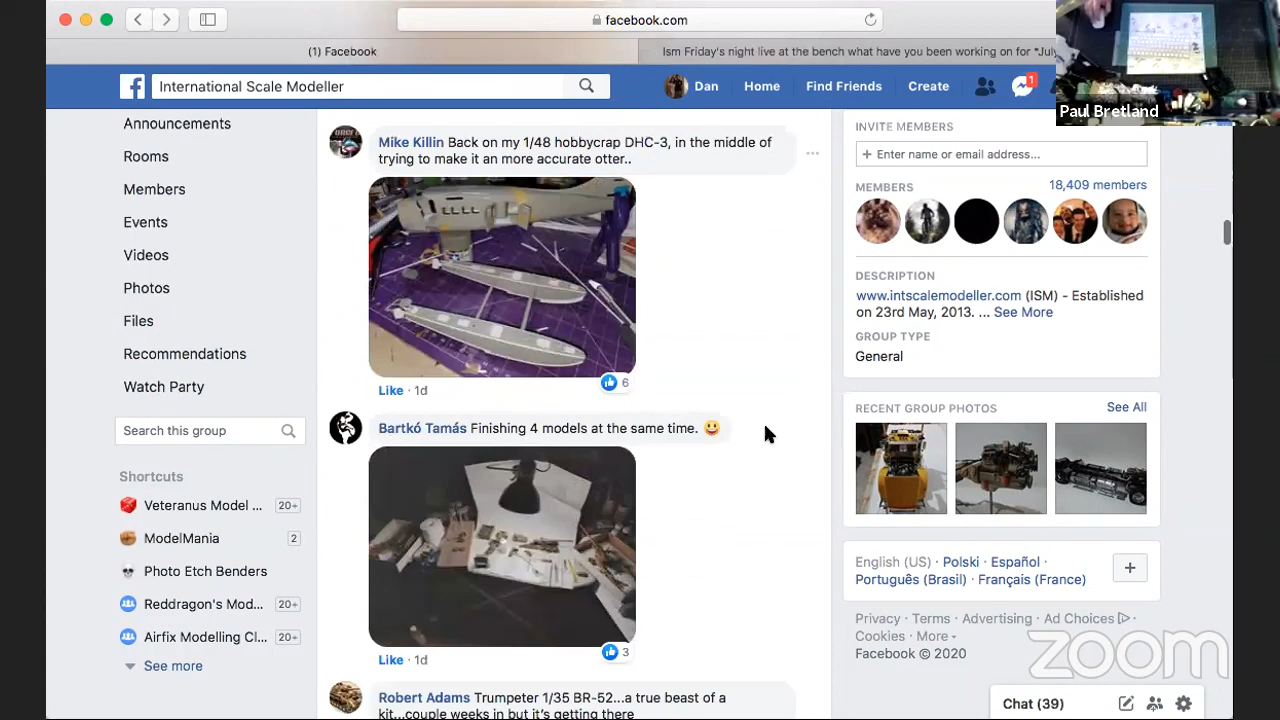 facebook.com
(1) Facebook
Ism Friday's night live at the bench what have you been working on for *July
International Scale Modeller
Dan
Home
Find Friends
Create
1
Paul Bretland
Announcements
Rooms
Members
Events
Videos
Photos
Files
Recommendations
Watch Party
Search this group
Shortcuts
Veteranus Model ...
20+
ModelMania
2
Photo Etch Benders
Reddragon's Mod...
20+
Airfix Modelling Cl...
20+
See more
Mike Killin Back on my 1/48 hobbycrap DHC-3, in the middle of
trying to make it an more accurate otter..
6
Like · 1d
Bartkó Tamás Finishing 4 models at the same time.
3
Like · 1d
Robert Adams Trumpeter 1/35 BR-52...a true beast of a
kit...couple weeks in but it's getting there
INVITE MEMBERS
+ Enter name or email address...
MEMBERS
18,409 members
DESCRIPTION
www.intscalemodeller.com (ISM) - Established
on 23rd May, 2013. ... See More
GROUP TYPE
General
RECENT GROUP PHOTOS
See All
English (US) · Polski · Español ·
Português (Brasil) · Français (France)
+
Privacy · Terms · Advertising · Ad Choices ·
Cookies · More
Facebook © 2020
zoom
Chat (39)